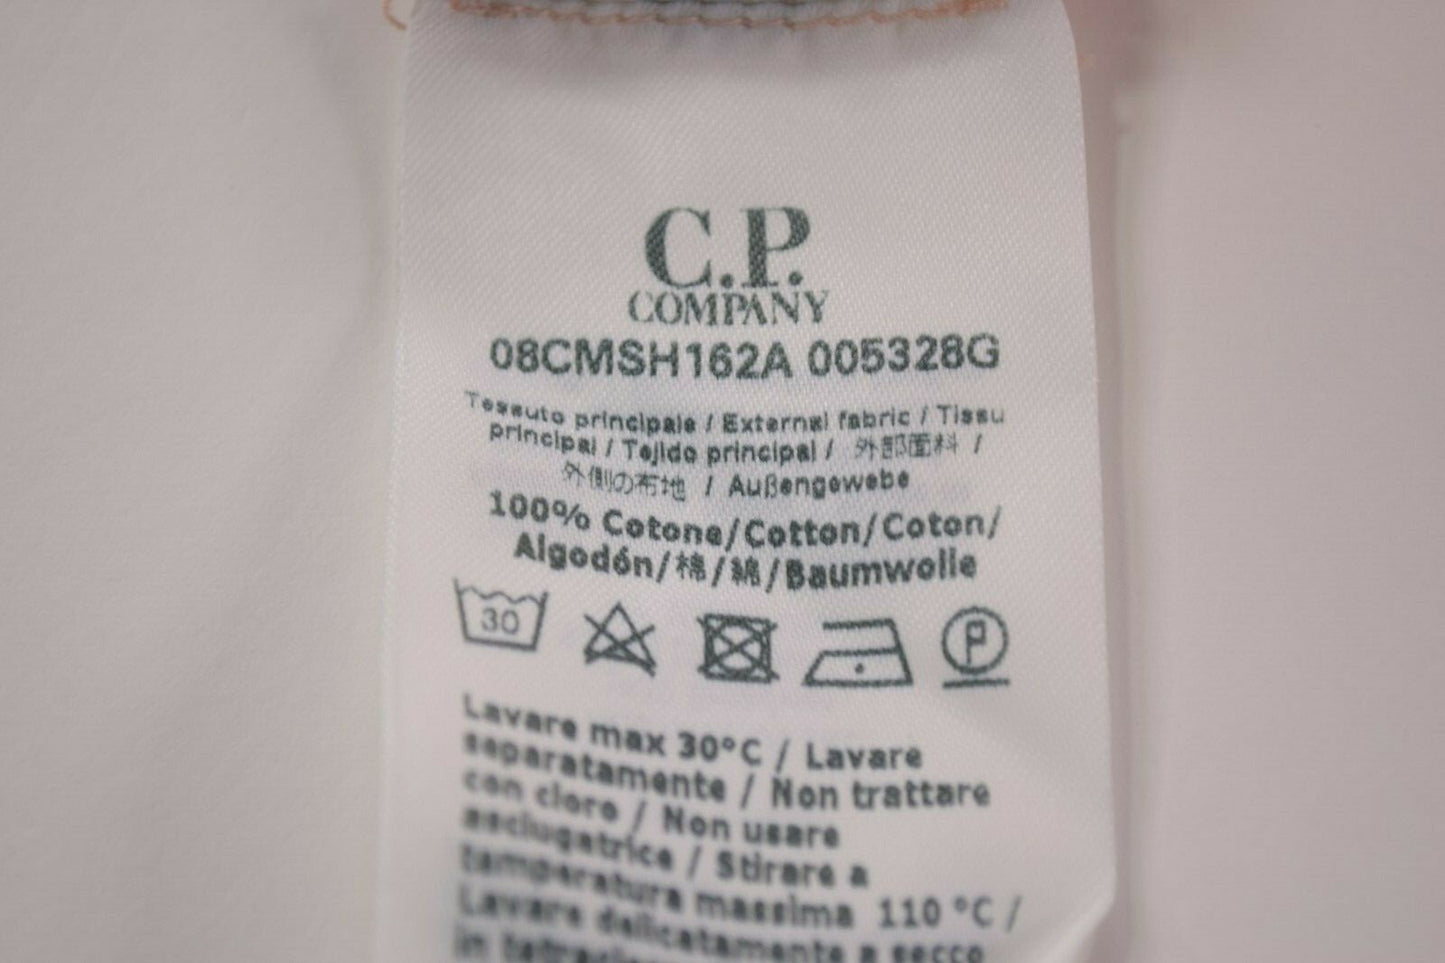 C.P.
COMPANY
08CMSH162A 005328G
Tessuto principale / External fabric / Tissu
principal / Tejido principal / 外部面料 /
外側の布地 / Außengewebe
100% Cotone/Cotton/Coton/
Algodón/棉/綿/Baumwolle
30
P
Lavare max 30°C / Lavare
separatamente / Non trattare
con cloro / Non usare
asciugatrice / Stirare a
temperatura massima 110 °C /
Lavare delicatamente a secco
in